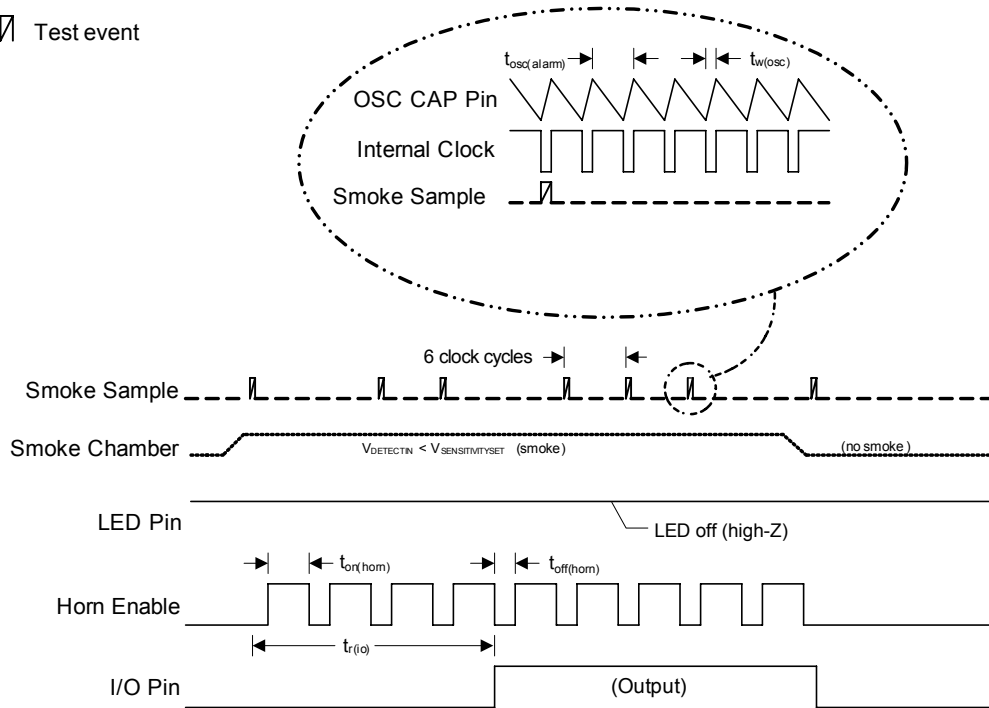 Test event
tosc(alarm)
tw(osc)
OSC CAP Pin
Internal Clock
Smoke Sample
6 clock cycles
Smoke Sample
Smoke Chamber
VDETECTIN < VSENSITIVITYSET (smoke)
(no smoke)
LED Pin
LED off (high-Z)
ton(horn)
toff(horn)
Horn Enable
tr(io)
I/O Pin
(Output)